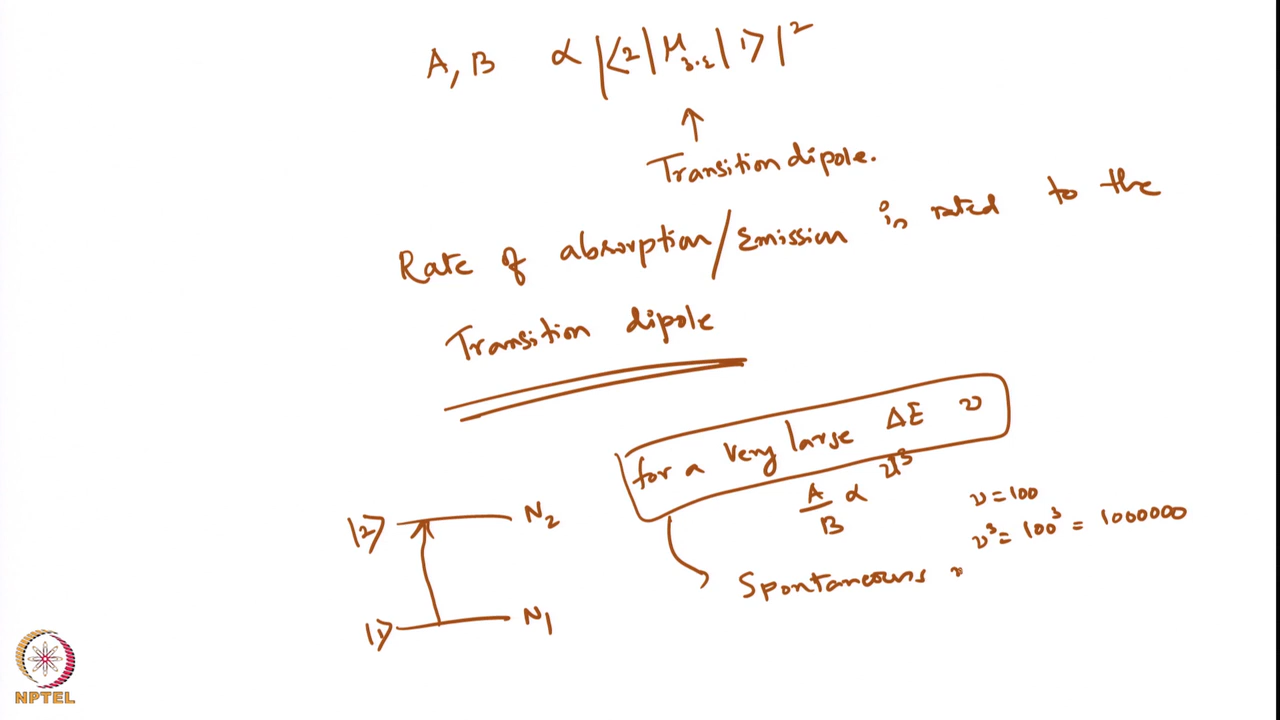 A, B α |<2|μ_{z.ε}|1>|²
↑
Transition dipole.
Rate of absorption/Emission is rated to the
Transition dipole
for a very large ΔE ν
A/B α ν³
|2> N₂
ν=100
ν³= 100³ = 1000000
Spontaneous
|1> N₁
NPTEL